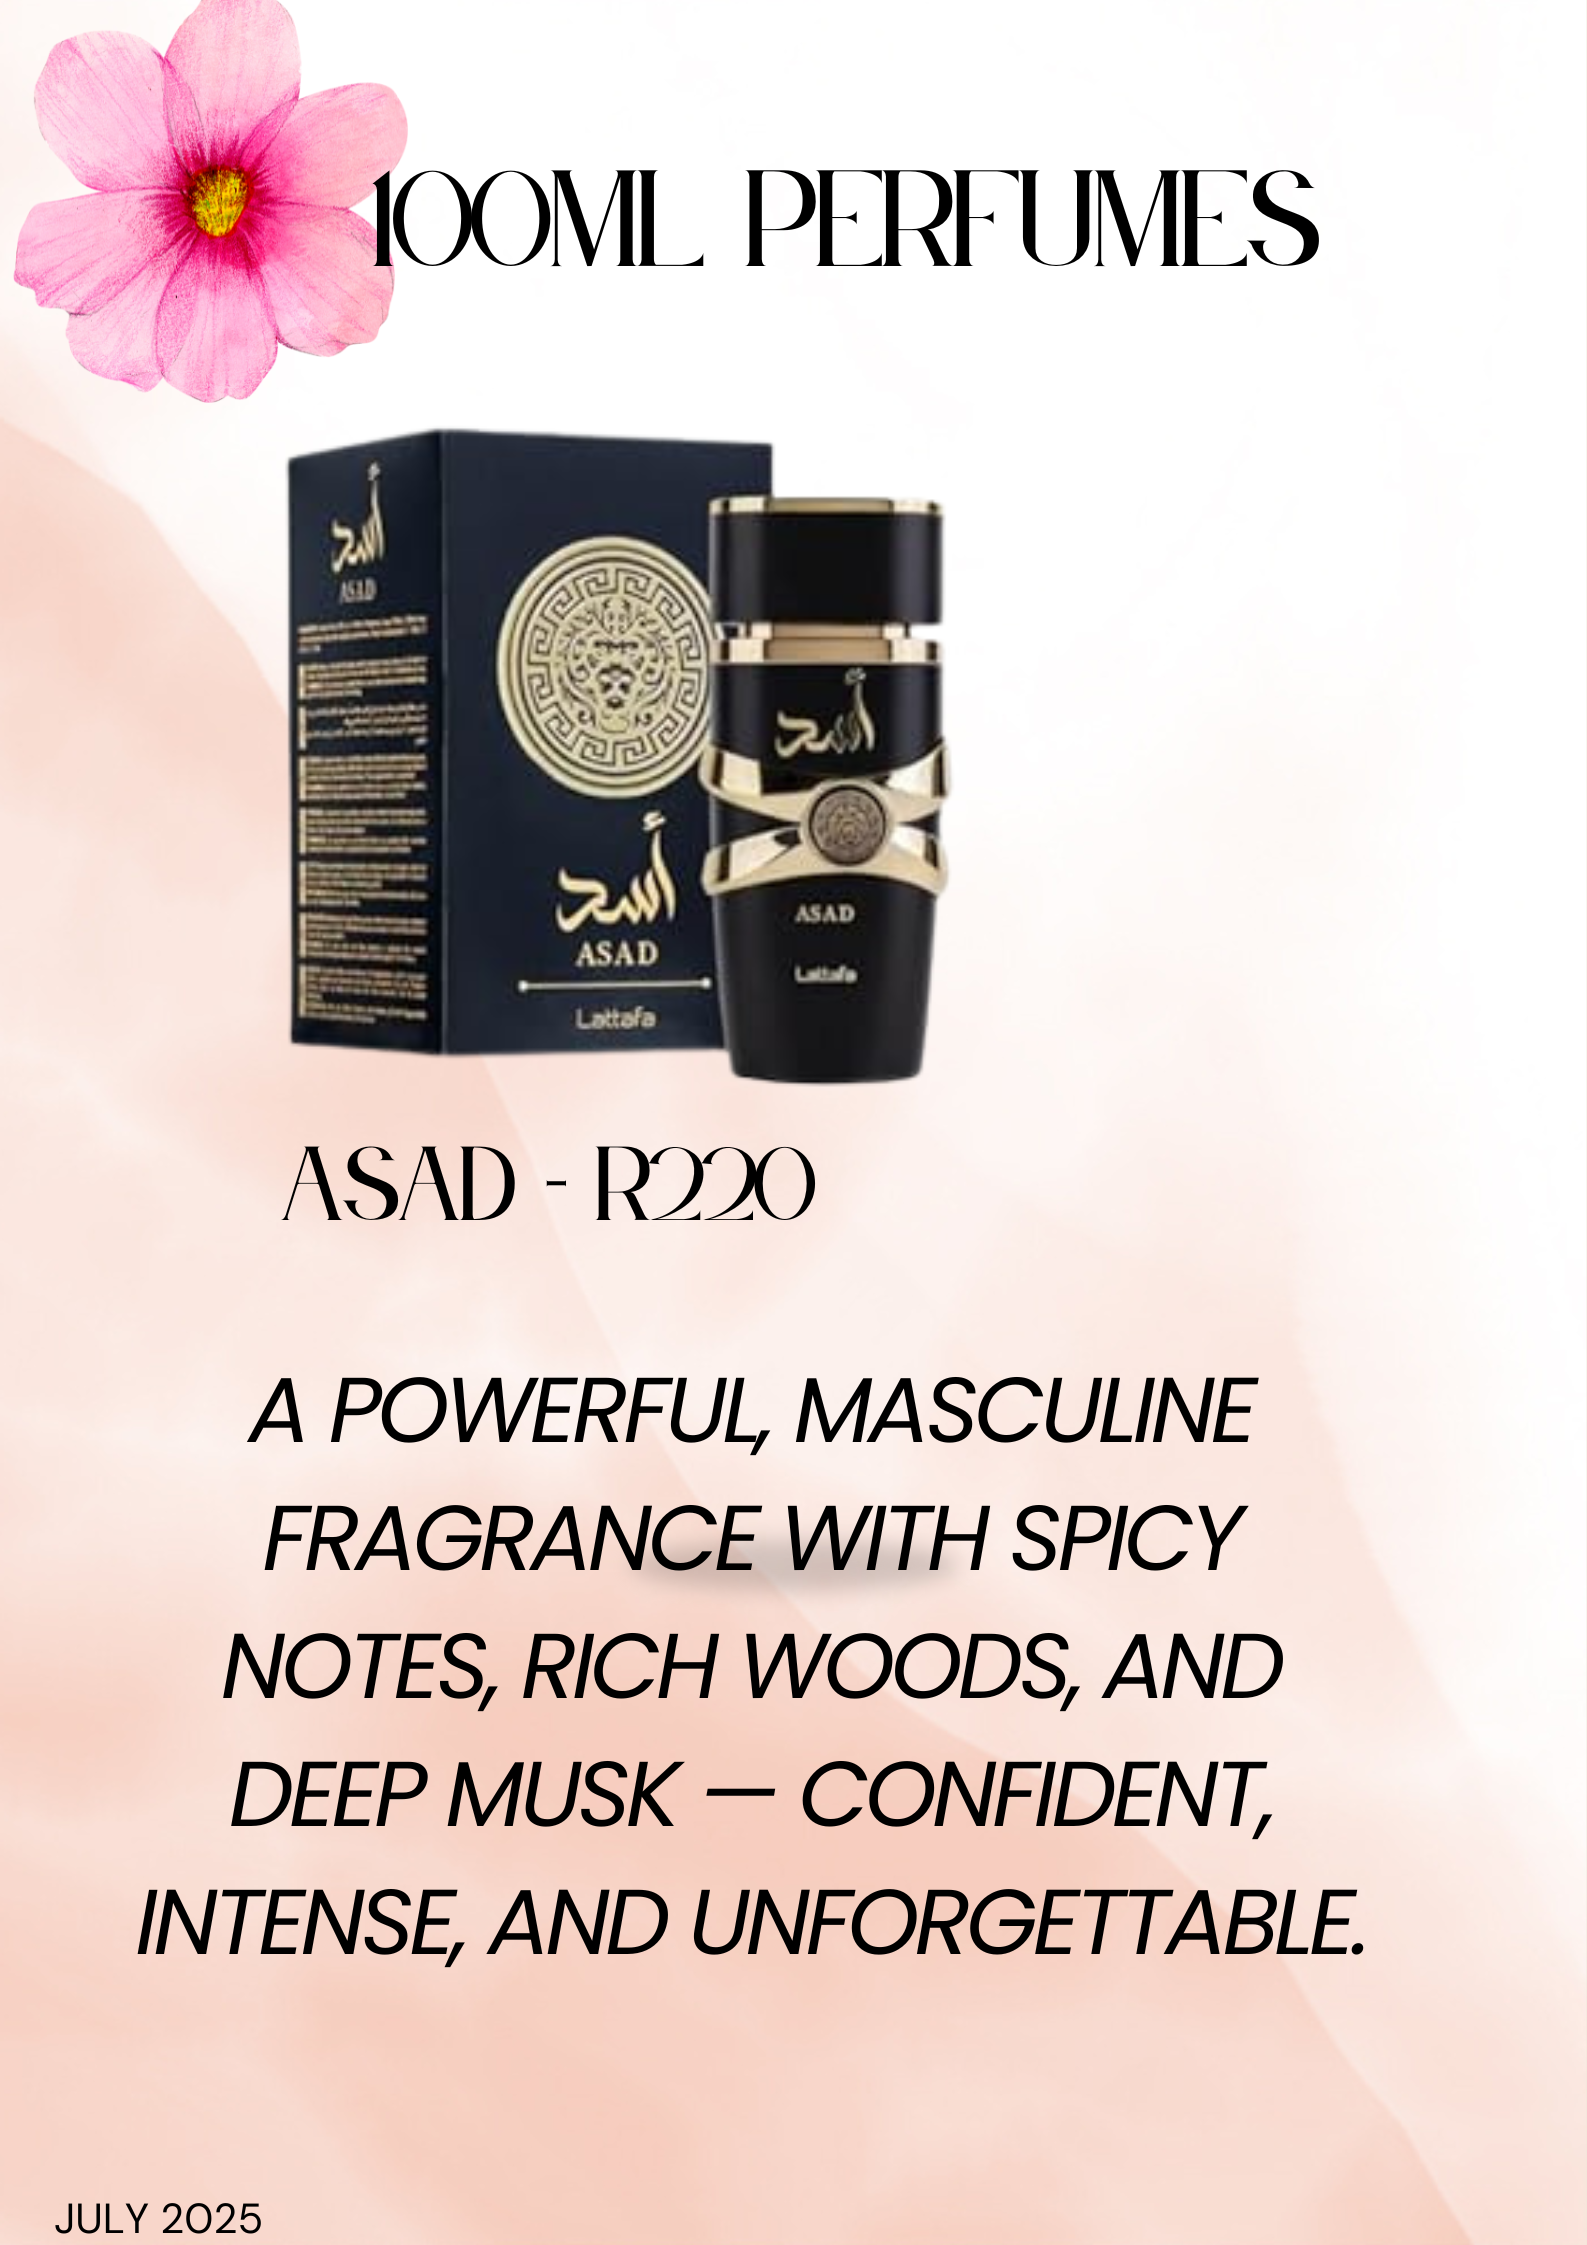 100ML PERFUMES
أسد
ASAD
أسد
ASAD
Lattafa
أسد
ASAD
Lattafa
ASAD - R220
A POWERFUL, MASCULINE
FRAGRANCE WITH SPICY
NOTES, RICH WOODS, AND
DEEP MUSK — CONFIDENT,
INTENSE, AND UNFORGETTABLE.
JULY 2025